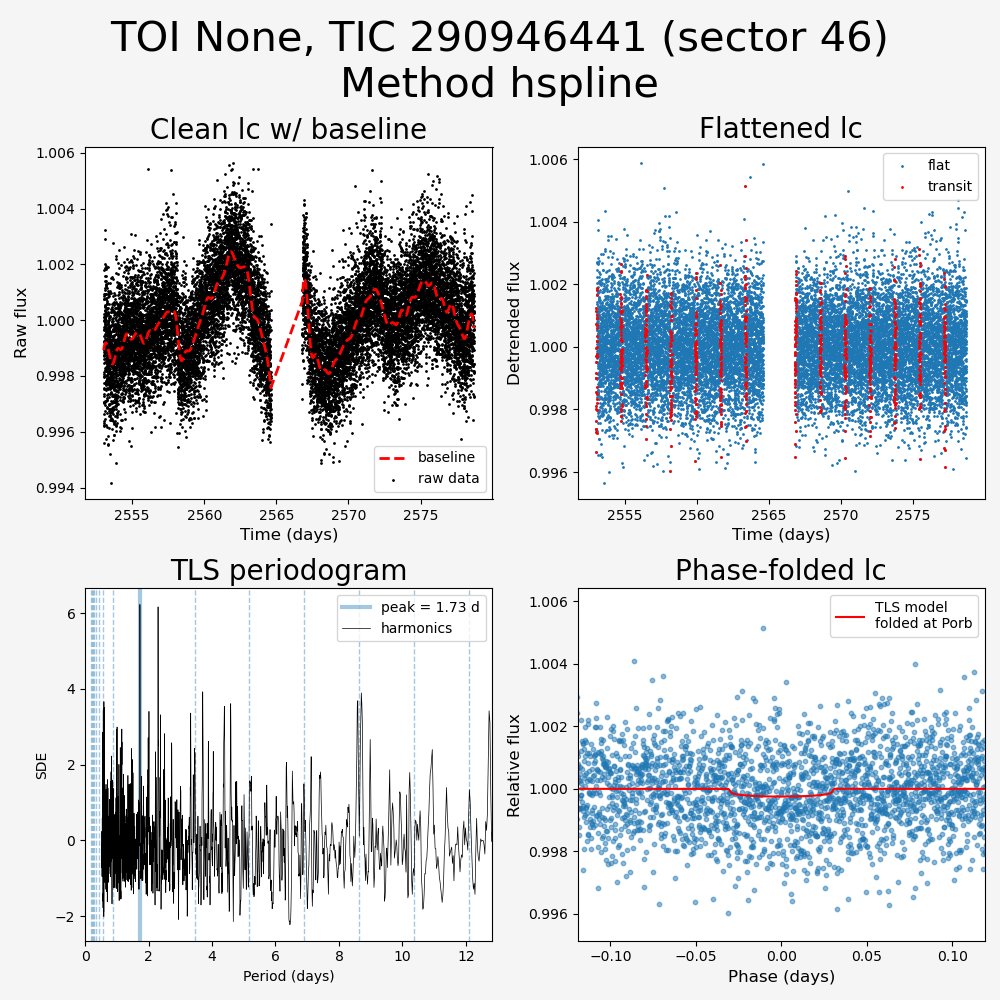 TOI None, TIC 290946441 (sector 46)
Method hspline
Clean lc w/ baseline
Raw flux
1.006
1.004
1.002
1.000
0.998
0.996
0.994
2555
2560
2565
2570
2575
Time (days)
baseline
raw data
Flattened lc
Detrended flux
1.006
1.004
1.002
1.000
0.998
0.996
2555
2560
2565
2570
2575
Time (days)
flat
transit
TLS periodogram
SDE
6
4
2
0
−2
0
2
4
6
8
10
12
Period (days)
peak = 1.73 d
harmonics
Phase-folded lc
Relative flux
1.006
1.004
1.002
1.000
0.998
0.996
−0.10
−0.05
0.00
0.05
0.10
Phase (days)
TLS model
folded at Porb